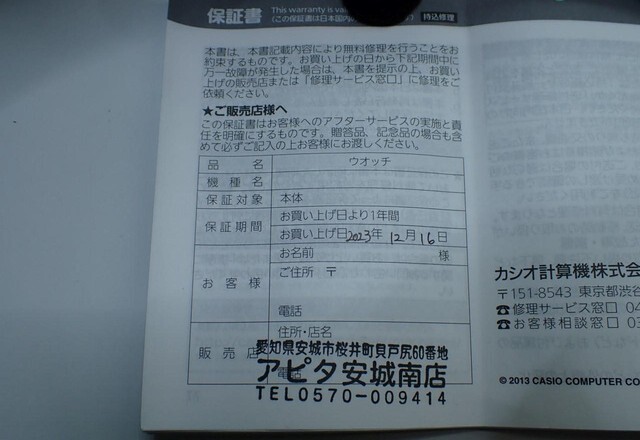 保証書
This warranty is va
(この保証書は日本国内
持込修理
本書は、本書記載内容により無料修理を行うことをお
約束するものです。お買い上げの日から下記期間中に
万一故障が発生した場合は、本書を提示の上、お買い
上げの販売店または「修理サービス窓口」に修理をご
依頼ください。
★ご販売店様へ
この保証書はお客様へのアフターサービスの実施と責
任を明確にするものです。贈答品、記念品の場合も含
めて必ずご記入の上お客様にお渡しください。
品名 ウオッチ
機種名
保証対象 本体
保証期間 お買い上げ日より1年間
お買い上げ日 2023年 12月 16日
お客様 お名前 様
ご住所 〒
電話
販売店 住所・店名
愛知県安城市桜井町貝戸尻60番地
アピタ安城南店
電話
TEL0570-009414
カシオ計算機株式会
〒151-8543 東京都渋谷
☎修理サービス窓口 04
☎お客様相談窓口 03
© 2013 CASIO COMPUTER CO